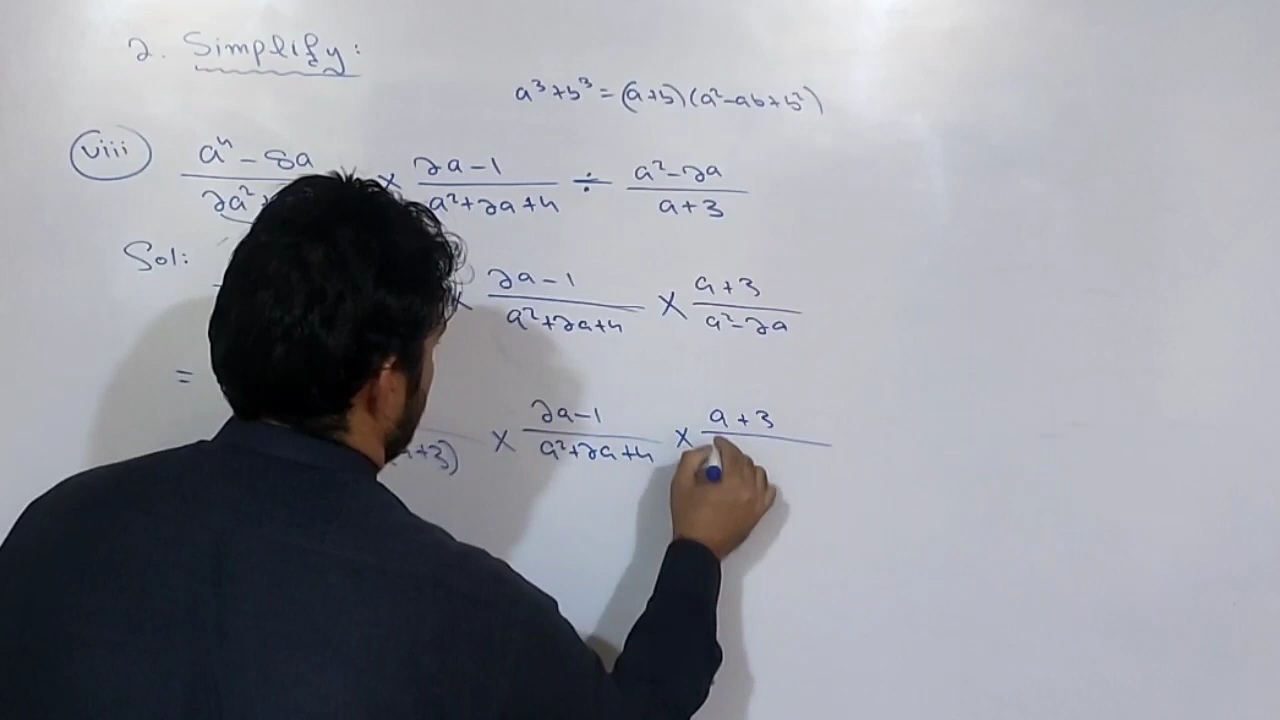 2. Simplify:
a³+b³=(a+b)(a²-ab+b²)
viii a⁴-8a / 2a²+ × 2a-1 / a²+2a+4 ÷ a²-2a / a+3
Sol: × 2a-1 / a²+2a+4 × a+3 / a²-2a
= +3) × 2a-1 / a²+2a+4 × a+3